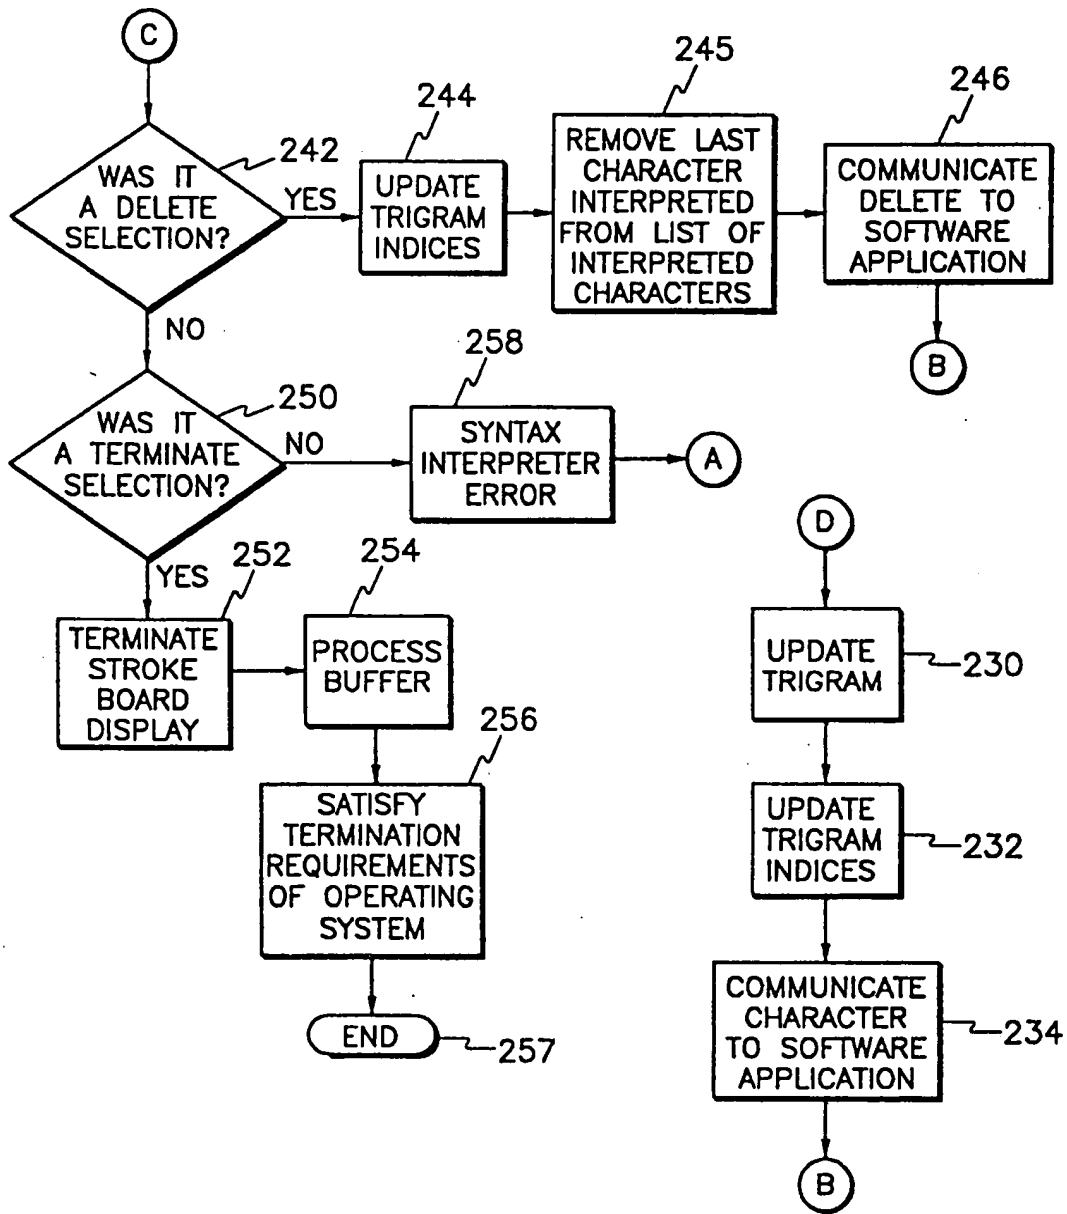 C
242
WAS IT
A DELETE
SELECTION?
YES
NO
244
UPDATE
TRIGRAM
INDICES
245
REMOVE LAST
CHARACTER
INTERPRETED
FROM LIST OF
INTERPRETED
CHARACTERS
246
COMMUNICATE
DELETE TO
SOFTWARE
APPLICATION
B
250
WAS IT
A TERMINATE
SELECTION?
NO
YES
258
SYNTAX
INTERPRETER
ERROR
A
252
TERMINATE
STROKE
BOARD
DISPLAY
254
PROCESS
BUFFER
256
SATISFY
TERMINATION
REQUIREMENTS
OF OPERATING
SYSTEM
END
257
D
UPDATE
TRIGRAM
230
UPDATE
TRIGRAM
INDICES
232
COMMUNICATE
CHARACTER
TO SOFTWARE
APPLICATION
234
B